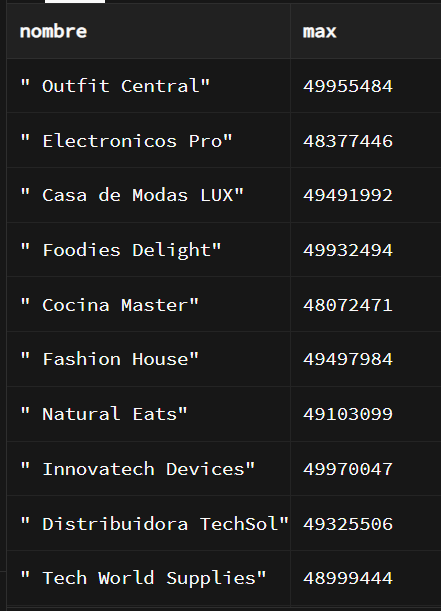 nombre max
" Outfit Central" 49955484
" Electronicos Pro" 48377446
" Casa de Modas LUX" 49491992
" Foodies Delight" 49932494
" Cocina Master" 48072471
" Fashion House" 49497984
" Natural Eats" 49103099
" Innovatech Devices" 49970047
" Distribuidora TechSol" 49325506
" Tech World Supplies" 48999444